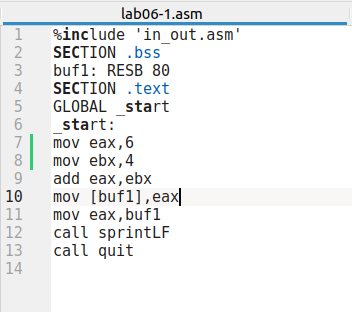 lab06-1.asm
1 %include 'in_out.asm'
2 SECTION .bss
3 buf1: RESB 80
4 SECTION .text
5 GLOBAL _start
6 _start:
7 mov eax,6
8 mov ebx,4
9 add eax,ebx
10 mov [buf1],eax
11 mov eax,buf1
12 call sprintLF
13 call quit
14